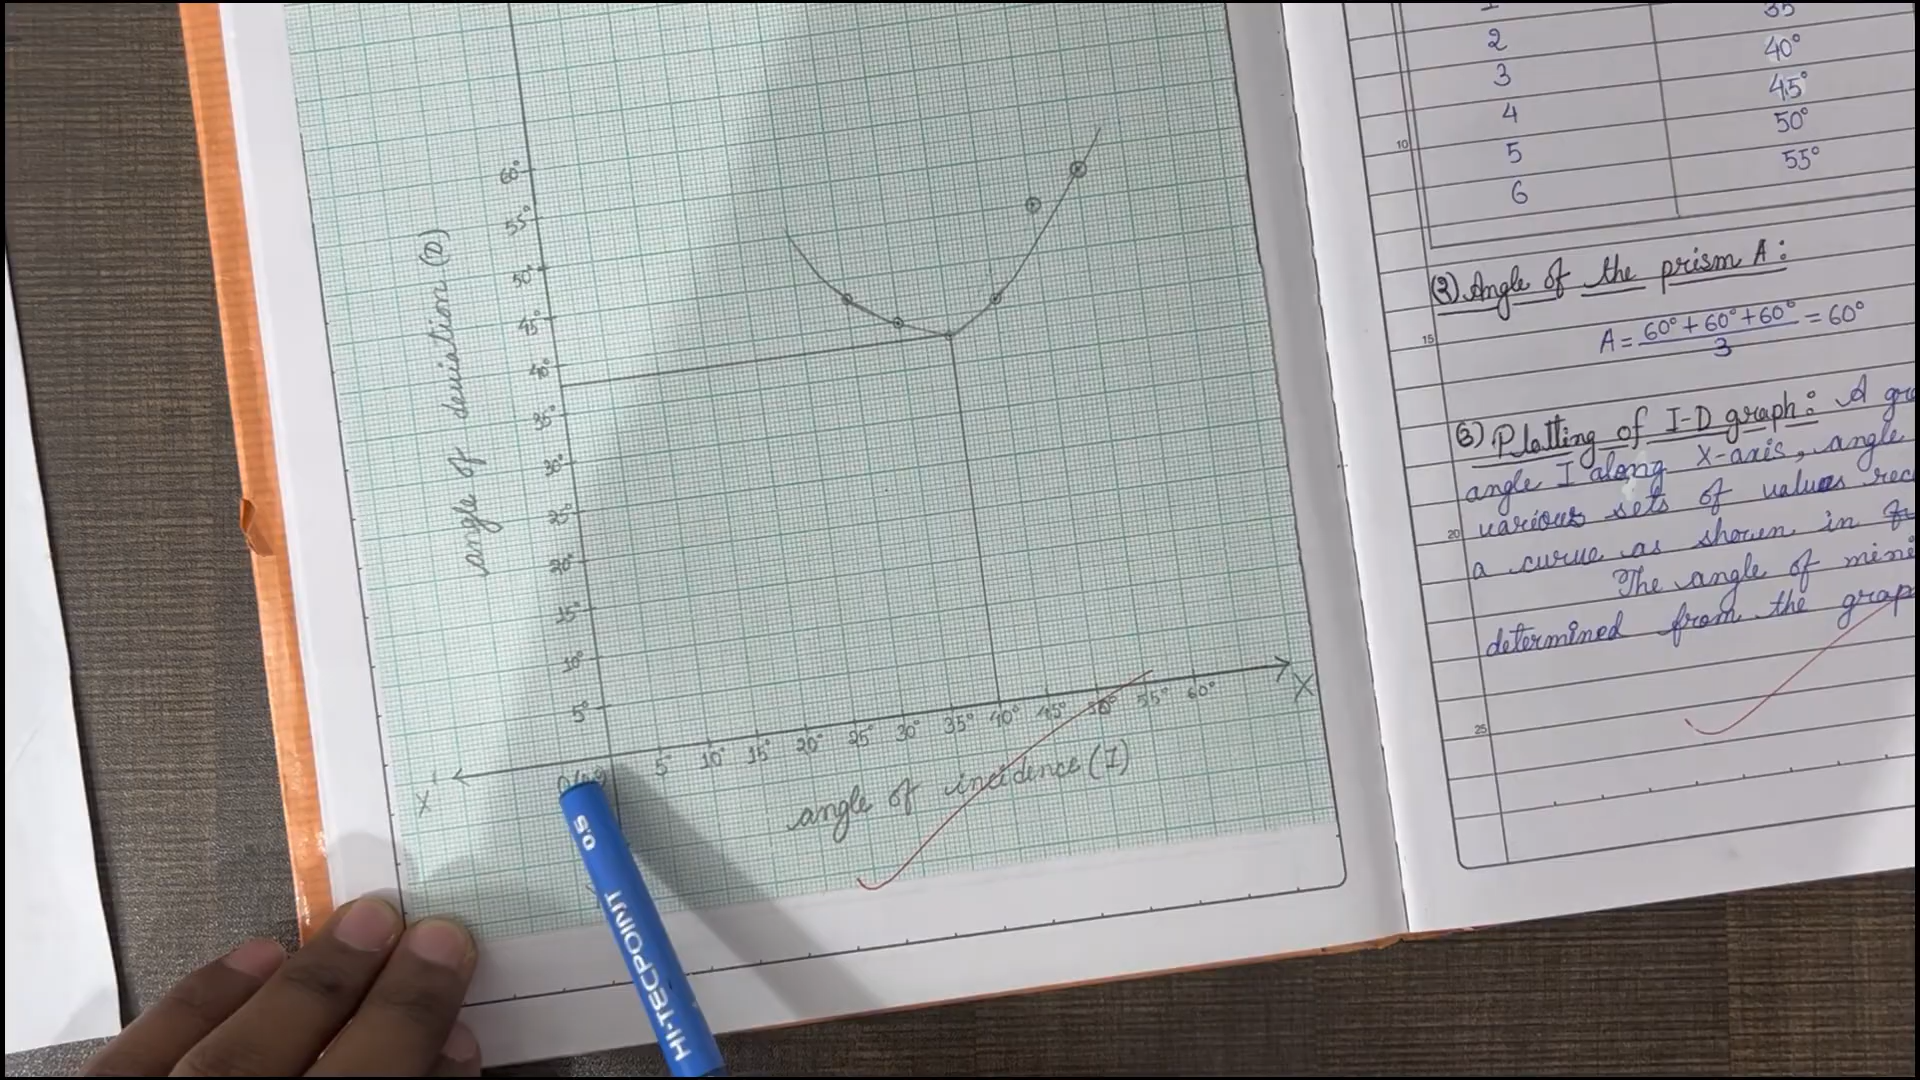 60°
55°
50°
45°
40°
35°
30°
25°
20°
15°
10°
5°
angle of deviation (D)
X'
5° 10° 15° 20° 25° 30° 35° 40° 45° 50° 55° 60°
X
angle of incidence (I)
0.5
HI-TECPOINT
1 35
2 40°
3 45°
4 50°
5 55°
6
10
(2) Angle of the prism A:
A = 60° + 60° + 60° / 3 = 60°
15
(3) Plotting of I-D graph: A
angle I along X-axis, angle
various sets of values
20
a curve as shown in
The angle of
determined from the
25